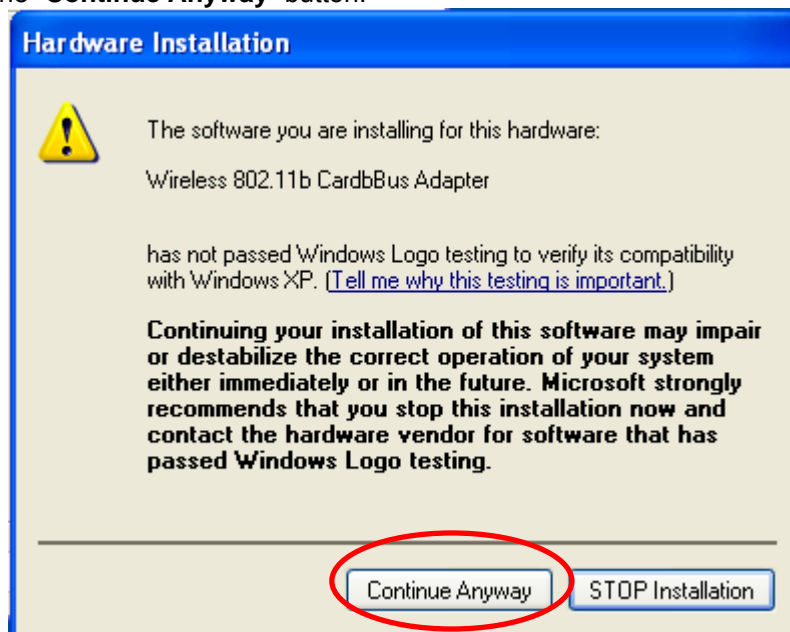 "Continue Anyway" button.
Hardware Installation
The software you are installing for this hardware:
Wireless 802.11b CardbBus Adapter
has not passed Windows Logo testing to verify its compatibility
with Windows XP. (Tell me why this testing is important.)
Continuing your installation of this software may impair
or destabilize the correct operation of your system
either immediately or in the future. Microsoft strongly
recommends that you stop this installation now and
contact the hardware vendor for software that has
passed Windows Logo testing.
Continue Anyway STOP Installation